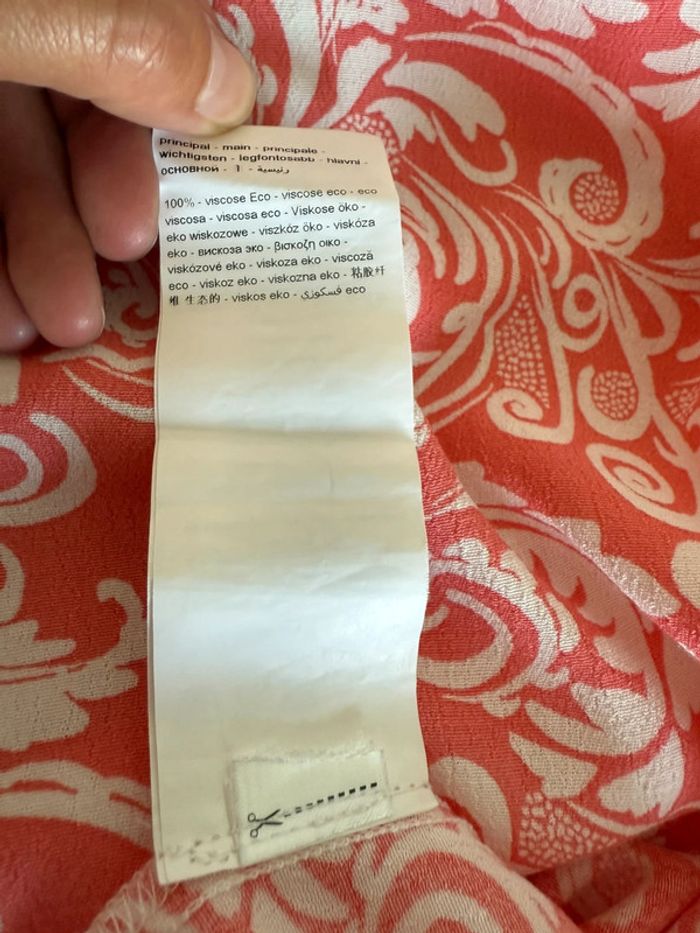 principal - main - principale -
wichtigsten - legfontosabb - hlavni -
основной - 1 - رئيسية
100% - viscose Eco - viscose eco - eco
viscosa - viscosa eco - Viskose öko -
eko wiskozowe - viszkóz öko - viskóza
eko - вискоза эко - βισκοζη οικο -
viskózové eko - viskoza eko - viscoză
eco - viskoz eko - viskozna eko - 粘胶纤
维 生态的 - viskos eko - فسكوزي eco